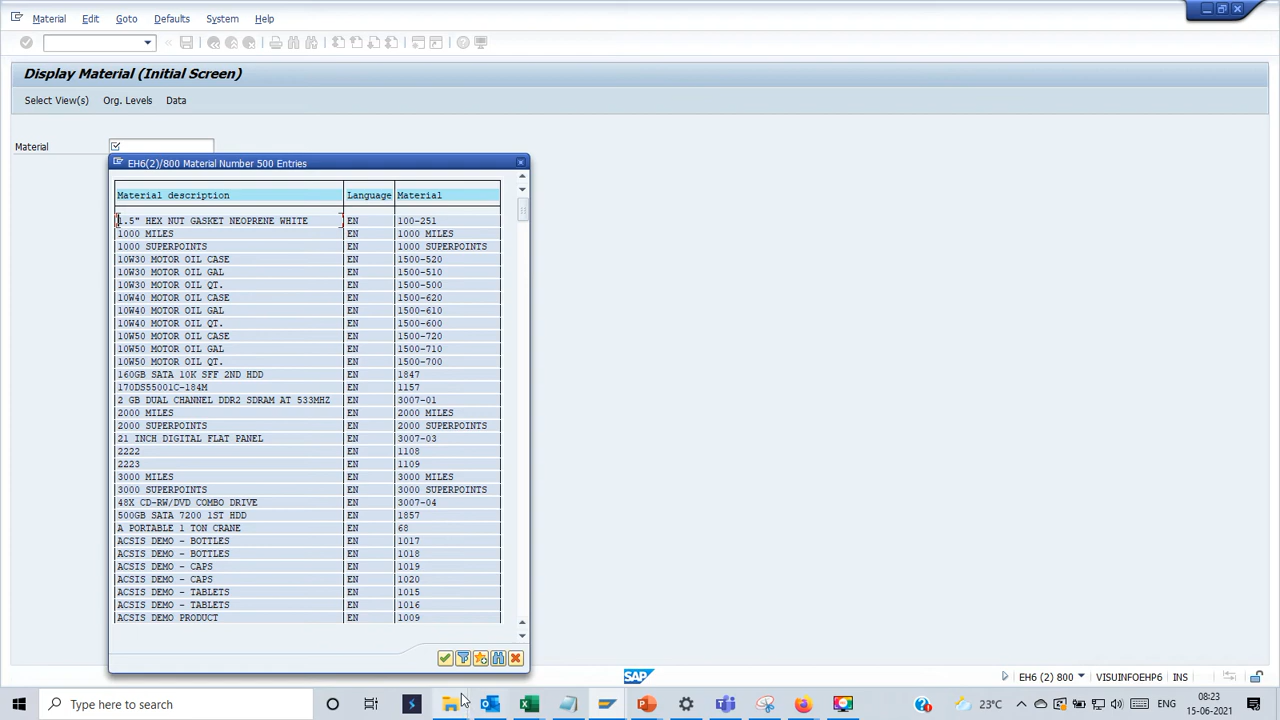 Material Edit Goto Defaults System Help
Display Material (Initial Screen)
Select View(s) Org. Levels Data
Material
EH6(2)/800 Material Number 500 Entries
Material description Language Material
1.5" HEX NUT GASKET NEOPRENE WHITE EN 100-251
1000 MILES EN 1000 MILES
1000 SUPERPOINTS EN 1000 SUPERPOINTS
10W30 MOTOR OIL CASE EN 1500-520
10W30 MOTOR OIL GAL EN 1500-510
10W30 MOTOR OIL QT. EN 1500-500
10W40 MOTOR OIL CASE EN 1500-620
10W40 MOTOR OIL GAL EN 1500-610
10W40 MOTOR OIL QT. EN 1500-600
10W50 MOTOR OIL CASE EN 1500-720
10W50 MOTOR OIL GAL EN 1500-710
10W50 MOTOR OIL QT. EN 1500-700
160GB SATA 10K SFF 2ND HDD EN 1847
170DS55001C-184M EN 1157
2 GB DUAL CHANNEL DDR2 SDRAM AT 533MHZ EN 3007-01
2000 MILES EN 2000 MILES
2000 SUPERPOINTS EN 2000 SUPERPOINTS
21 INCH DIGITAL FLAT PANEL EN 3007-03
2222 EN 1108
2223 EN 1109
3000 MILES EN 3000 MILES
3000 SUPERPOINTS EN 3000 SUPERPOINTS
48X CD-RW/DVD COMBO DRIVE EN 3007-04
500GB SATA 7200 1ST HDD EN 1857
A PORTABLE 1 TON CRANE EN 68
ACSIS DEMO - BOTTLES EN 1017
ACSIS DEMO - BOTTLES EN 1018
ACSIS DEMO - CAPS EN 1019
ACSIS DEMO - CAPS EN 1020
ACSIS DEMO - TABLETS EN 1015
ACSIS DEMO - TABLETS EN 1016
ACSIS DEMO PRODUCT EN 1009
SAP EH6 (2) 800 VISUINFOEHP6 INS
Type here to search 23°C ENG 08:23
15-06-2021